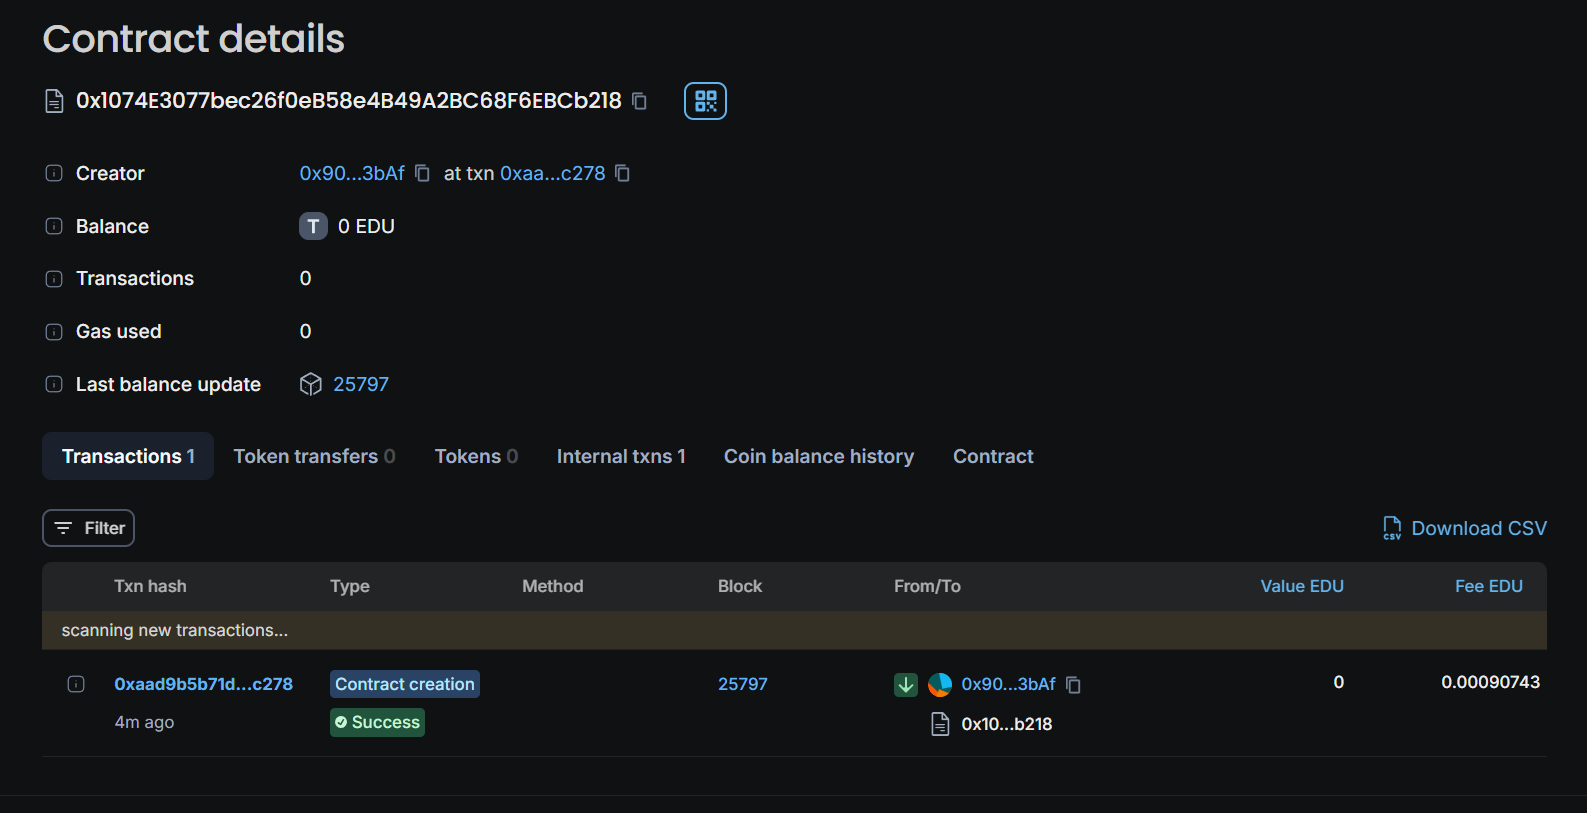 Contract details
0x1074E3077bec26f0eB58e4B49A2BC68F6EBCb218
Creator 0x90...3bAf at txn 0xaa...c278
Balance T 0 EDU
Transactions 0
Gas used 0
Last balance update 25797
Transactions 1 Token transfers 0 Tokens 0 Internal txns 1 Coin balance history Contract
Filter CSV Download CSV
Txn hash Type Method Block From/To Value EDU Fee EDU
scanning new transactions...
0xaad9b5b71d...c278 Contract creation 25797 0x90...3bAf 0 0.00090743
4m ago Success 0x10...b218